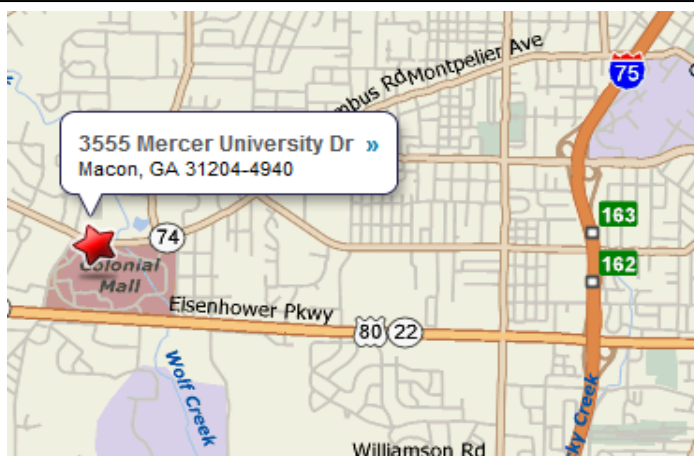 Montpelier Ave
75
3555 Mercer University Dr »
Macon, GA 31204-4940
163
74
162
Colonial
Mall
Eisenhower Pkwy
80 22
Wolf Creek
Creek
Williamson Rd